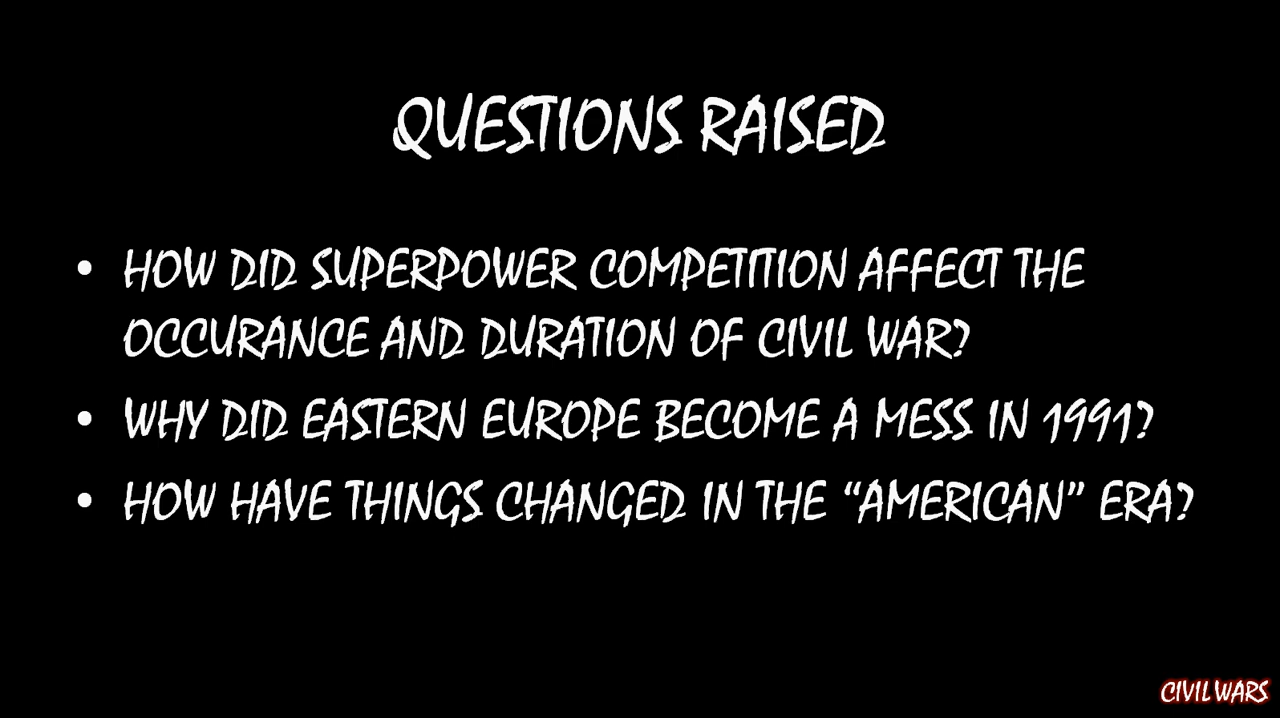 QUESTIONS RAISED
• HOW DID SUPERPOWER COMPETITION AFFECT THE
OCCURANCE AND DURATION OF CIVIL WAR?
• WHY DID EASTERN EUROPE BECOME A MESS IN 1991?
• HOW HAVE THINGS CHANGED IN THE “AMERICAN” ERA?
CIVIL WARS